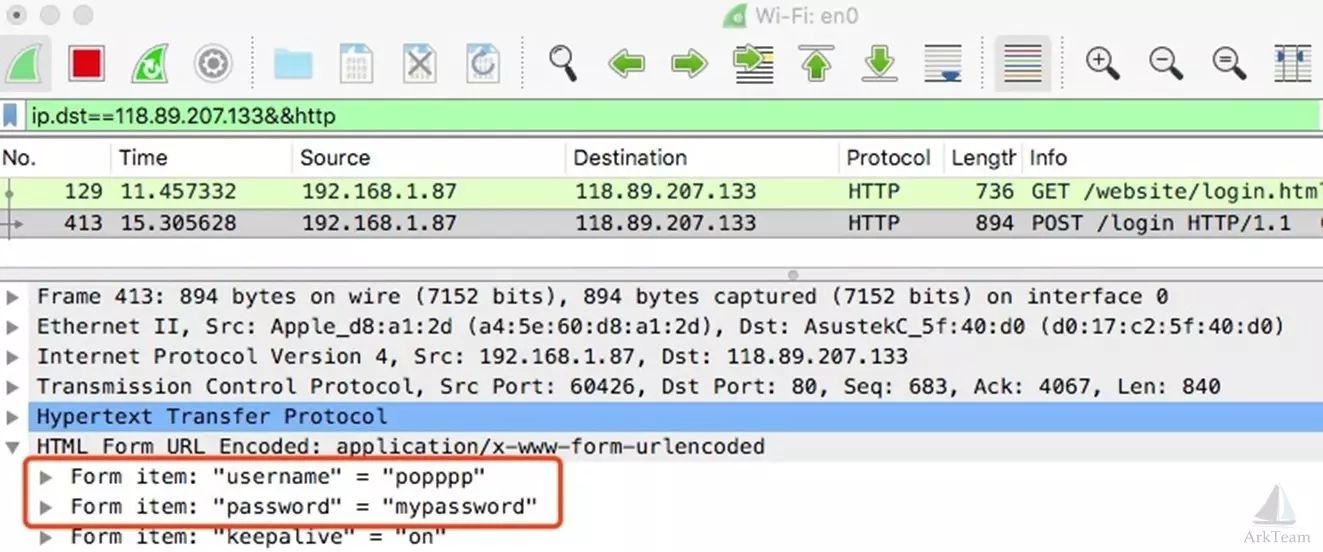 Wi-Fi: en0
ip.dst==118.89.207.133&&http
No. Time Source Destination Protocol Length Info
129 11.457332 192.168.1.87 118.89.207.133 HTTP 736 GET /website/login.html
413 15.305628 192.168.1.87 118.89.207.133 HTTP 894 POST /login HTTP/1.1
Frame 413: 894 bytes on wire (7152 bits), 894 bytes captured (7152 bits) on interface 0
Ethernet II, Src: Apple_d8:a1:2d (a4:5e:60:d8:a1:2d), Dst: AsustekC_5f:40:d0 (d0:17:c2:5f:40:d0)
Internet Protocol Version 4, Src: 192.168.1.87, Dst: 118.89.207.133
Transmission Control Protocol, Src Port: 60426, Dst Port: 80, Seq: 683, Ack: 4067, Len: 840
Hypertext Transfer Protocol
HTML Form URL Encoded: application/x-www-form-urlencoded
Form item: "username" = "popppp"
Form item: "password" = "mypassword"
Form item: "keepalive" = "on"
ArkTeam